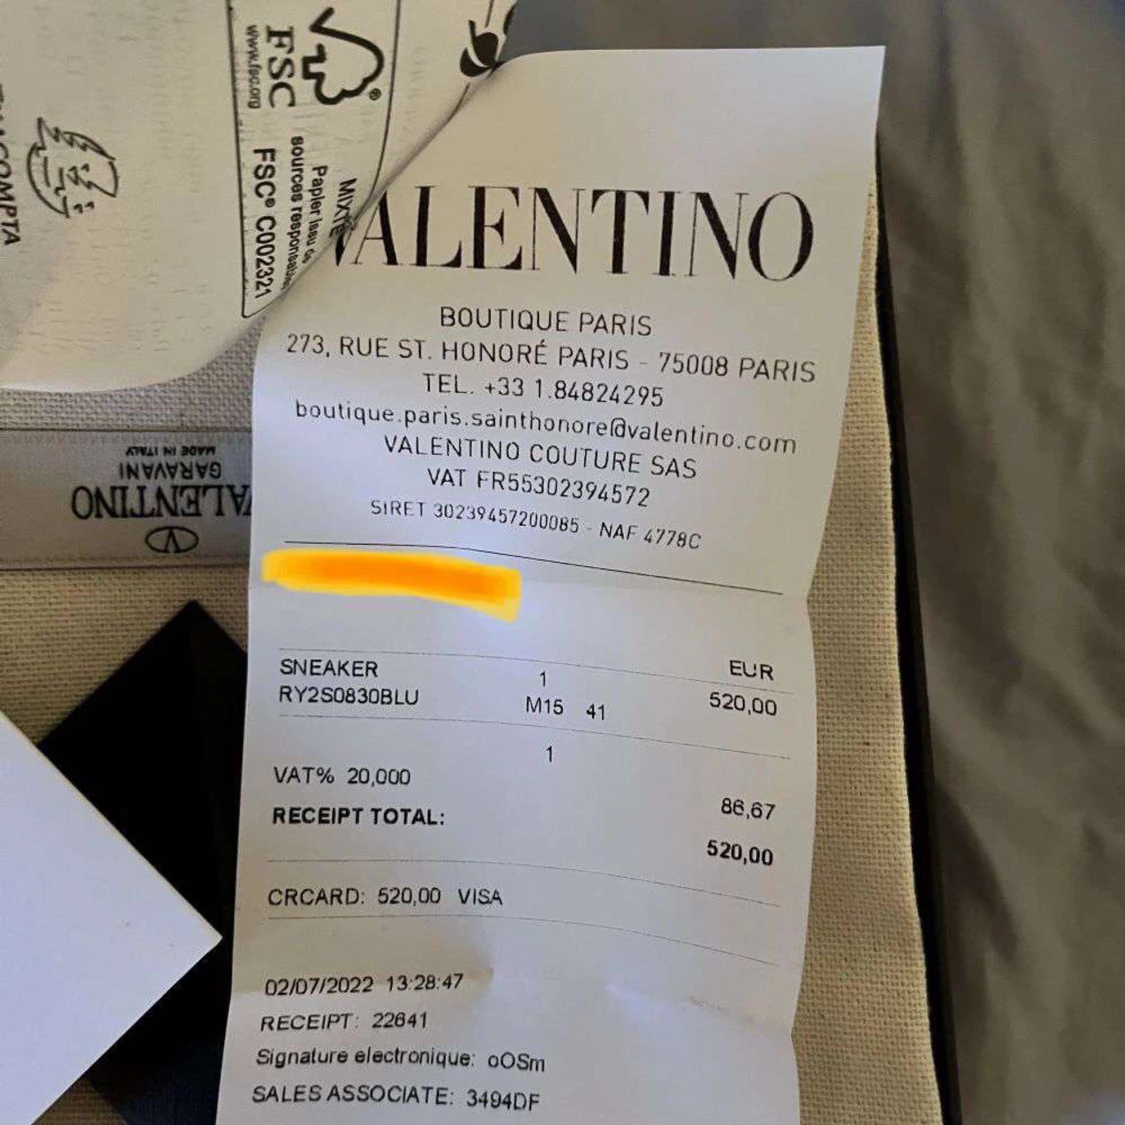 FSC®
www.fsc.org
MIXTE
Papier issu de
sources responsables
FSC® C002321
COMPTA
VALENTINO
BOUTIQUE PARIS
273, RUE ST. HONORÉ PARIS - 75008 PARIS
TEL. +33 1.84824295
boutique.paris.sainthonore@valentino.com
VALENTINO COUTURE SAS
VAT FR55302394572
SIRET 30239457200085 - NAF 4778C
VALENTINO
GARAVANI
MADE IN ITALY
EUR
SNEAKER 1 520,00
RY2S0830BLU M15 41
1
VAT% 20,000 86,67
RECEIPT TOTAL: 520,00
CRCARD: 520,00 VISA
02/07/2022 13:28:47
RECEIPT: 22641
Signature electronique: oOSm
SALES ASSOCIATE: 3494DF